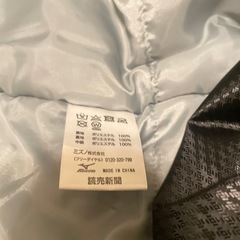 表地 ポリエステル 100%
裏地 ポリエステル 100%
中綿 ポリエステル 100%
ミズノ株式会社
(フリーダイヤル) 0120-320-799
MIZUNO MADE IN CHINA
読売新聞